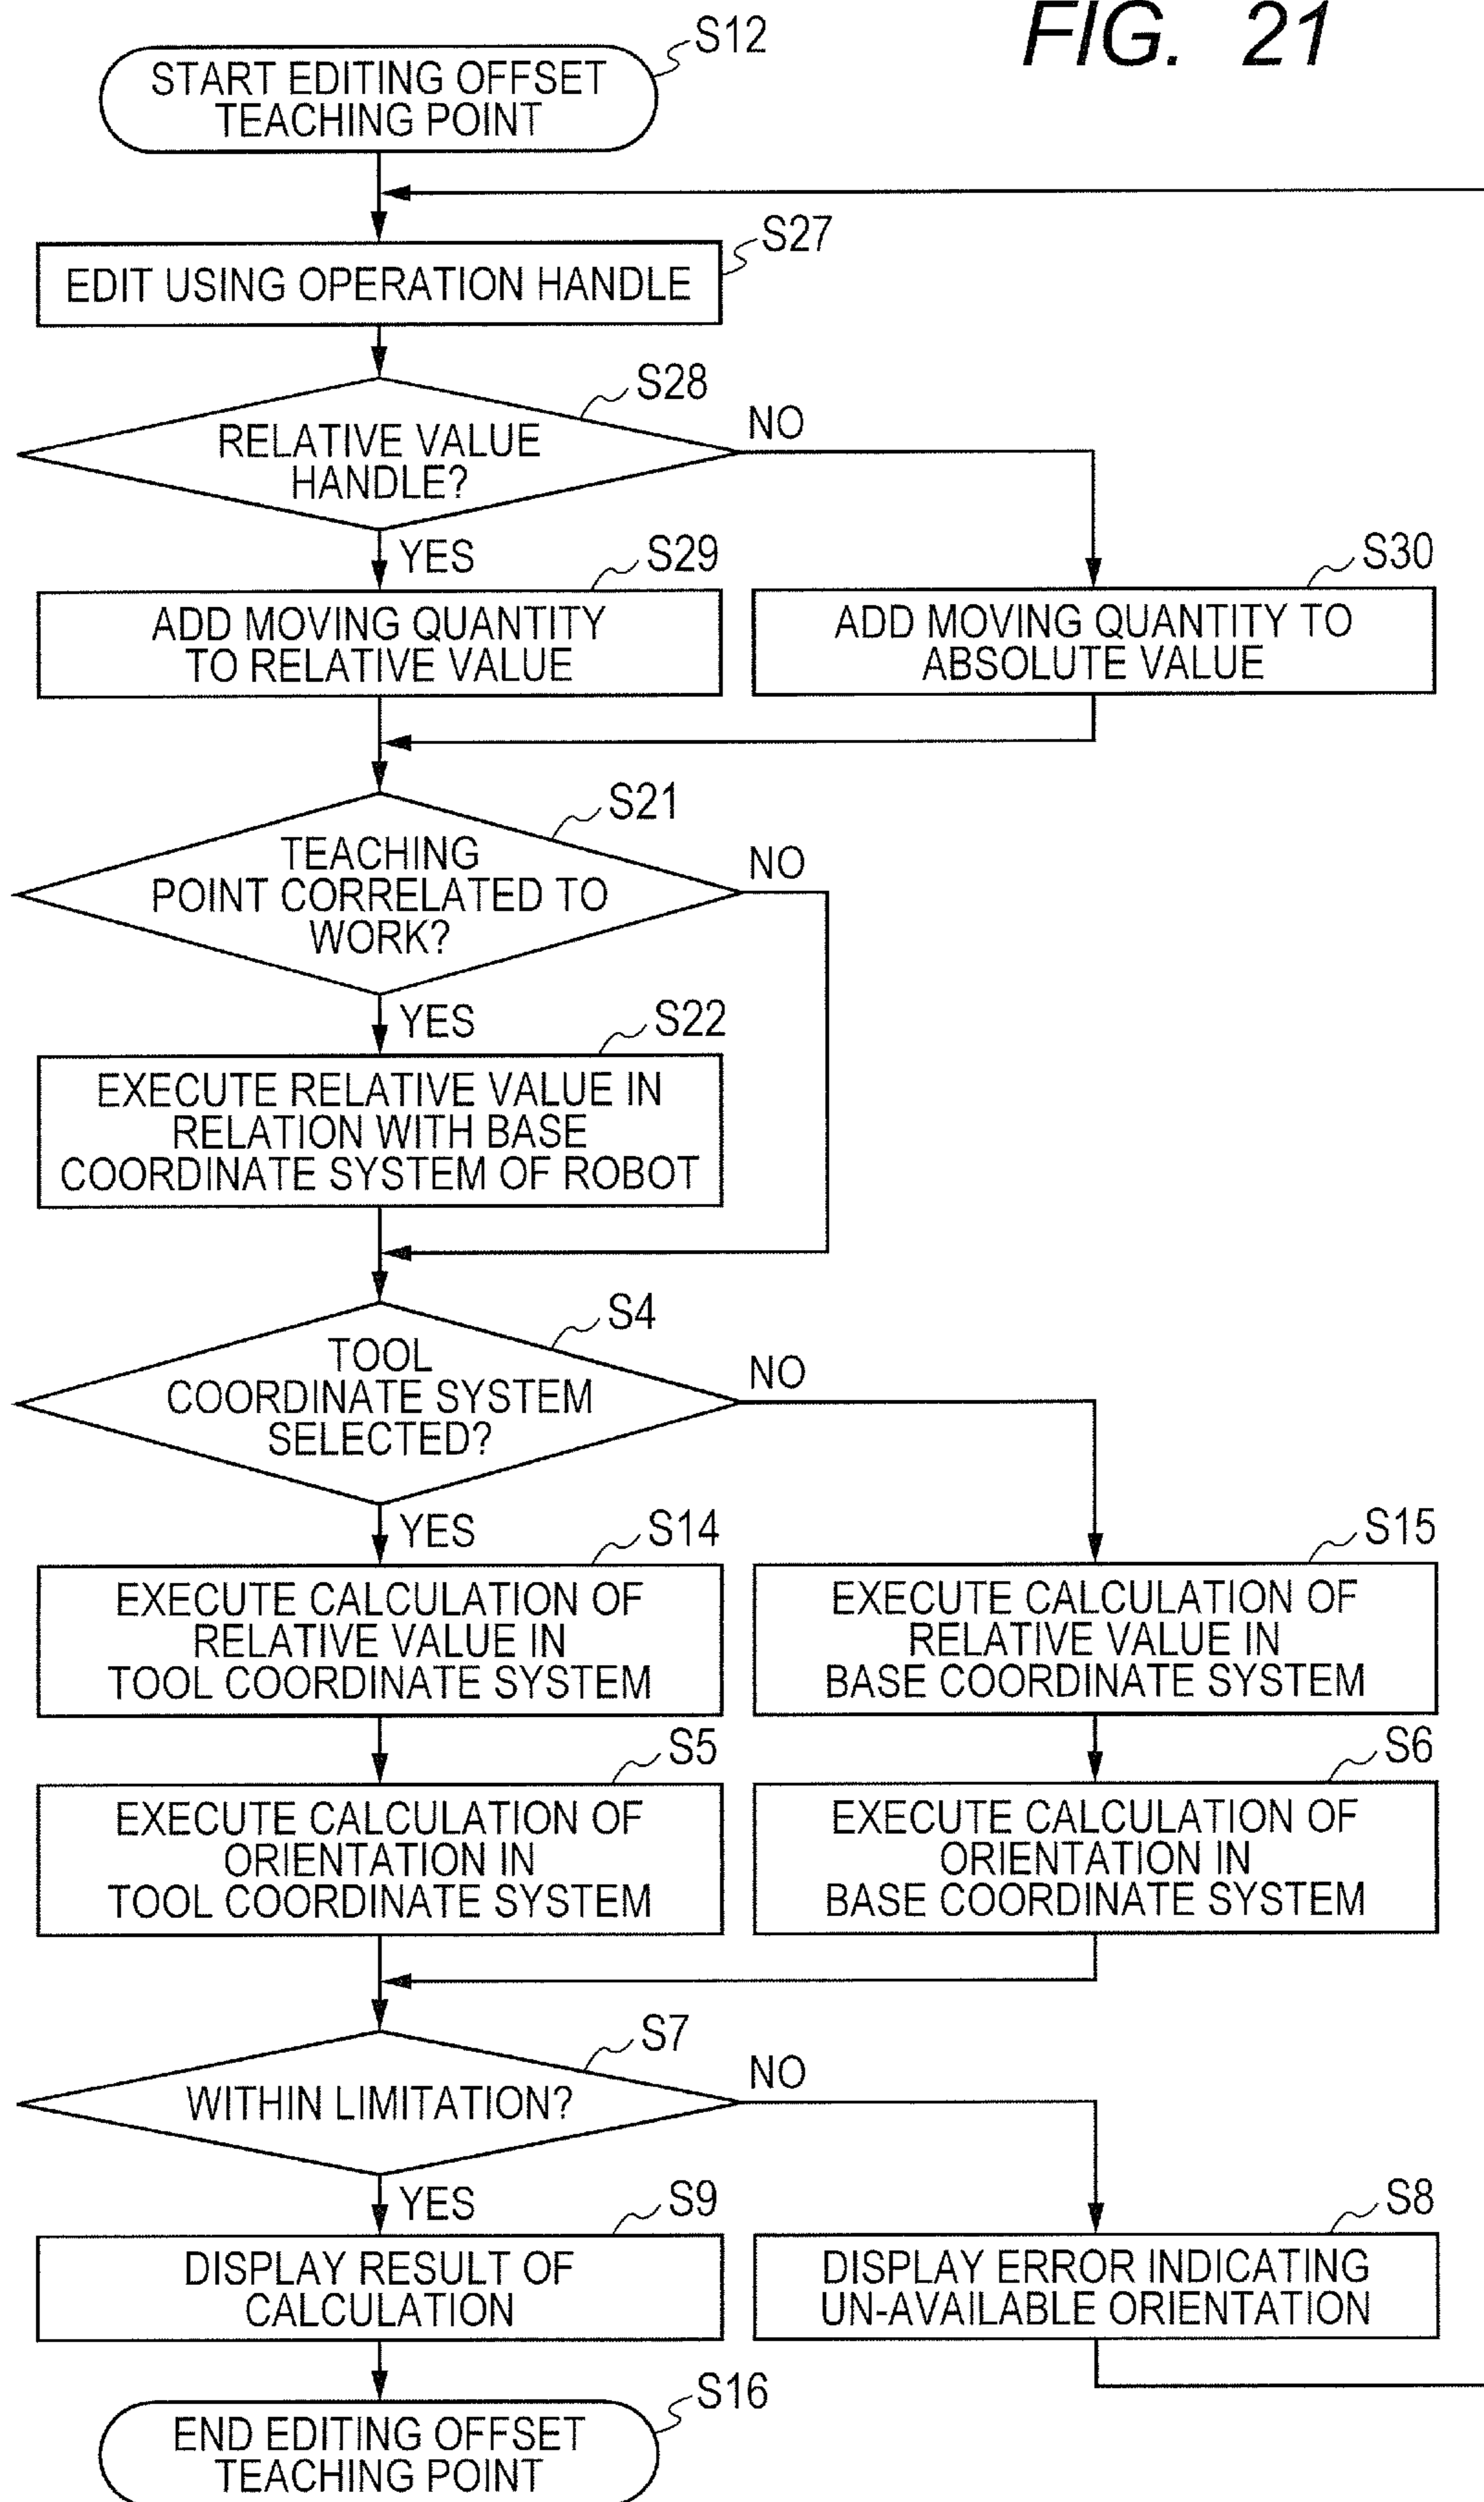 FIG. 21
S12
START EDITING OFFSET
TEACHING POINT
S27
EDIT USING OPERATION HANDLE
S28
RELATIVE VALUE
HANDLE?
NO
YES
S29
ADD MOVING QUANTITY
TO RELATIVE VALUE
S30
ADD MOVING QUANTITY TO
ABSOLUTE VALUE
S21
TEACHING
POINT CORRELATED TO
WORK?
NO
YES
S22
EXECUTE RELATIVE VALUE IN
RELATION WITH BASE
COORDINATE SYSTEM OF ROBOT
S4
TOOL
COORDINATE SYSTEM
SELECTED?
NO
YES
S14
EXECUTE CALCULATION OF
RELATIVE VALUE IN
TOOL COORDINATE SYSTEM
S15
EXECUTE CALCULATION OF
RELATIVE VALUE IN
BASE COORDINATE SYSTEM
S5
EXECUTE CALCULATION OF
ORIENTATION IN
TOOL COORDINATE SYSTEM
S6
EXECUTE CALCULATION OF
ORIENTATION IN
BASE COORDINATE SYSTEM
S7
WITHIN LIMITATION?
NO
YES
S9
DISPLAY RESULT OF
CALCULATION
S8
DISPLAY ERROR INDICATING
UN-AVAILABLE ORIENTATION
S16
END EDITING OFFSET
TEACHING POINT